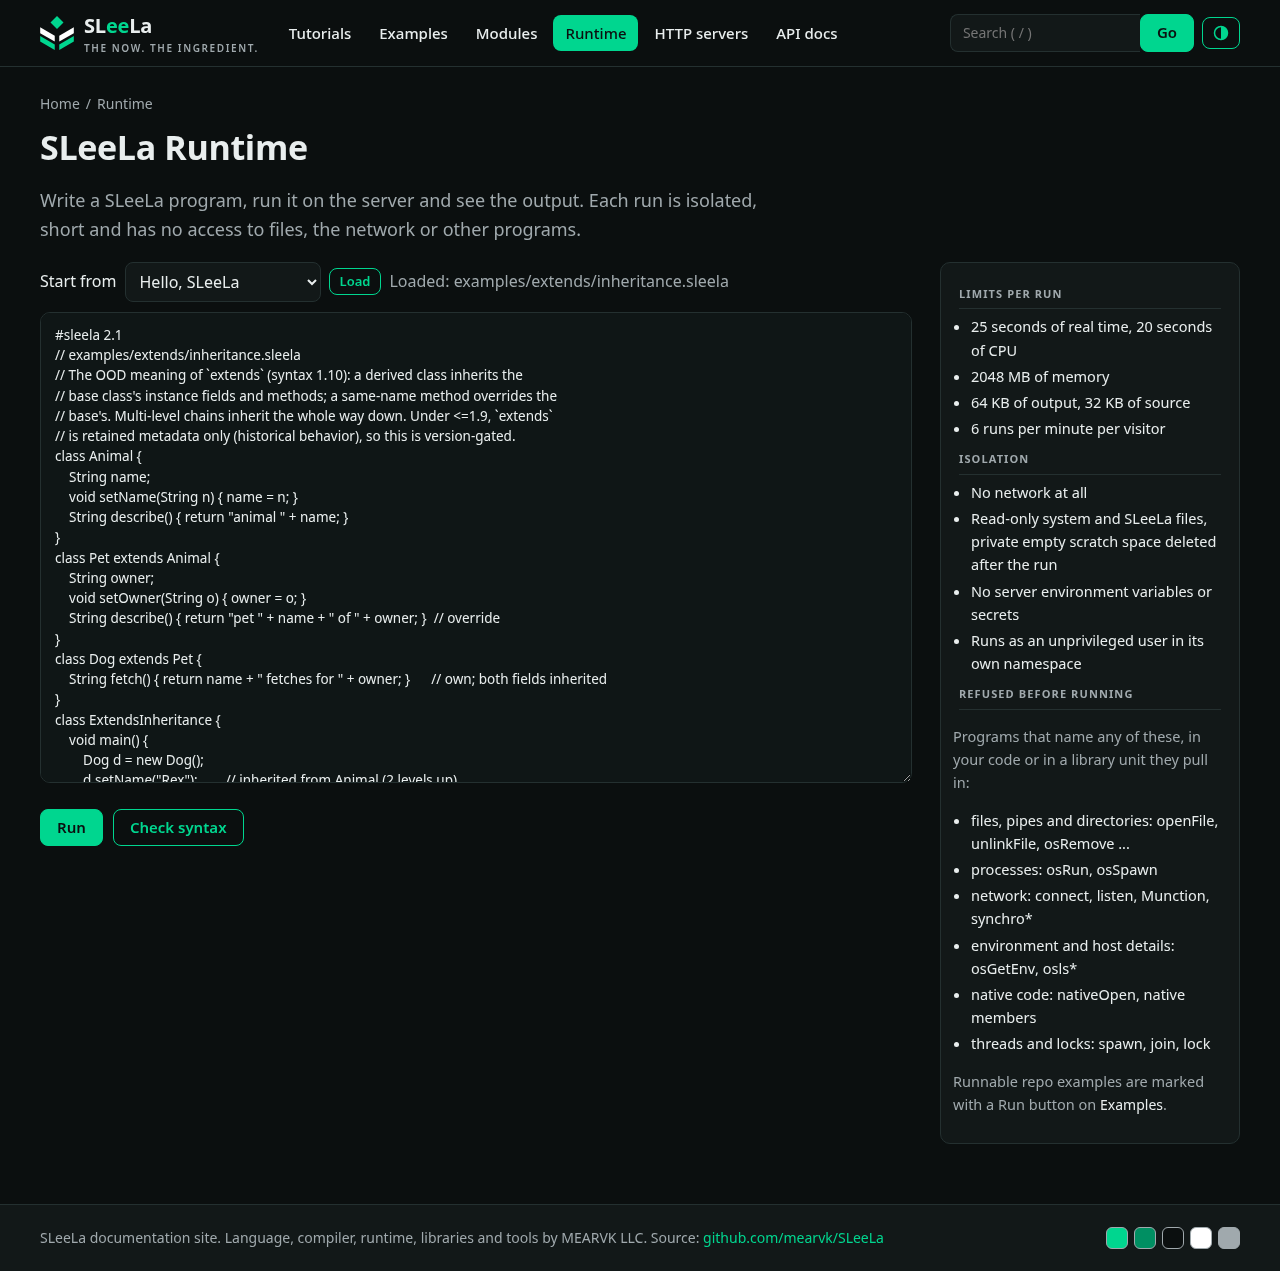 SLeeLa
THE NOW. THE INGREDIENT.
Tutorials
Examples
Modules
Runtime
HTTP servers
API docs
Search ( / )
Go
Home / Runtime
SLeeLa Runtime
Write a SLeeLa program, run it on the server and see the output. Each run is isolated,
short and has no access to files, the network or other programs.
Start from
Hello, SLeeLa
Load
Loaded: examples/extends/inheritance.sleela
#sleela 2.1
// examples/extends/inheritance.sleela
// The OOD meaning of `extends` (syntax 1.10): a derived class inherits the
// base class's instance fields and methods; a same-name method overrides the
// base's. Multi-level chains inherit the whole way down. Under <=1.9, `extends`
// is retained metadata only (historical behavior), so this is version-gated.
class Animal {
    String name;
    void setName(String n) { name = n; }
    String describe() { return "animal " + name; }
}
class Pet extends Animal {
    String owner;
    void setOwner(String o) { owner = o; }
    String describe() { return "pet " + name + " of " + owner; }  // override
}
class Dog extends Pet {
    String fetch() { return name + " fetches for " + owner; }      // own; both fields inherited
}
class ExtendsInheritance {
    void main() {
        Dog d = new Dog();
        d.setName("Rex");        // inherited from Animal (2 levels up)
Run
Check syntax
LIMITS PER RUN
25 seconds of real time, 20 seconds
of CPU
2048 MB of memory
64 KB of output, 32 KB of source
6 runs per minute per visitor
ISOLATION
No network at all
Read-only system and SLeeLa files,
private empty scratch space deleted
after the run
No server environment variables or
secrets
Runs as an unprivileged user in its
own namespace
REFUSED BEFORE RUNNING
Programs that name any of these, in
your code or in a library unit they pull
in:
files, pipes and directories: openFile,
unlinkFile, osRemove ...
processes: osRun, osSpawn
network: connect, listen, Munction,
synchro*
environment and host details:
osGetEnv, osIs*
native code: nativeOpen, native
members
threads and locks: spawn, join, lock
Runnable repo examples are marked
with a Run button on Examples.
SLeeLa documentation site. Language, compiler, runtime, libraries and tools by MEARVK LLC. Source: github.com/mearvk/SLeeLa